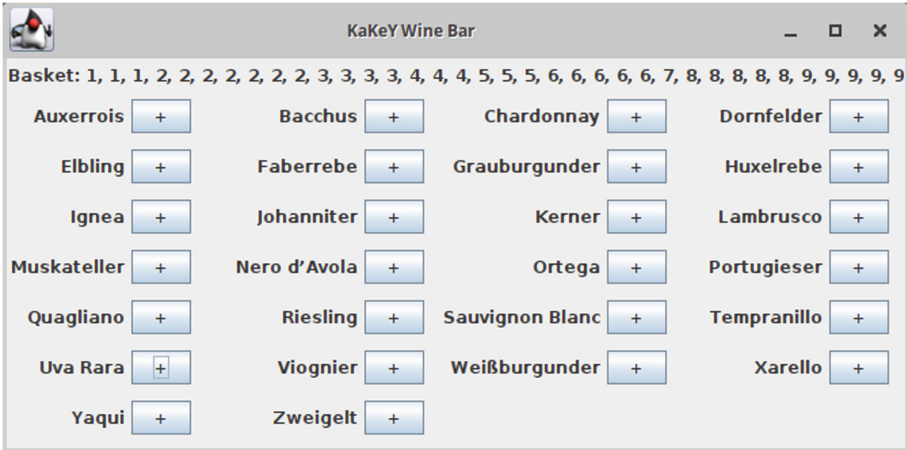 KaKeY Wine Bar
Basket: 1, 1, 1, 2, 2, 2, 2, 2, 2, 2, 3, 3, 3, 3, 4, 4, 4, 5, 5, 5, 6, 6, 6, 6, 6, 7, 8, 8, 8, 8, 8, 9, 9, 9, 9, 9
Auxerrois + Bacchus + Chardonnay + Dornfelder +
Elbling + Faberrebe + Grauburgunder + Huxelrebe +
Ignea + Johanniter + Kerner + Lambrusco +
Muskateller + Nero d’Avola + Ortega + Portugieser +
Quagliano + Riesling + Sauvignon Blanc + Tempranillo +
Uva Rara + Viognier + Weißburgunder + Xarello +
Yaqui + Zweigelt +